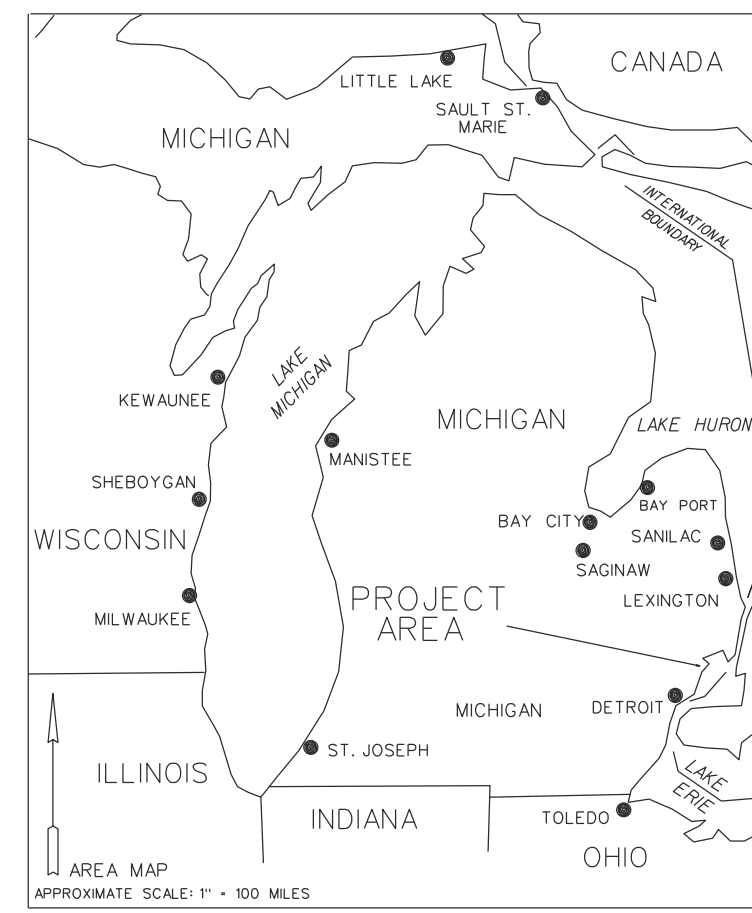 CANADA
LITTLE LAKE
SAULT ST.
MARIE
MICHIGAN
INTERNATIONAL
BOUNDARY
LAKE
MICHIGAN
KEWAUNEE
MICHIGAN
LAKE HURON
MANISTEE
SHEBOYGAN
BAY PORT
BAY CITY
SANILAC
WISCONSIN
SAGINAW
LEXINGTON
PROJECT
AREA
MILWAUKEE
MICHIGAN
DETROIT
ST. JOSEPH
ILLINOIS
LAKE
ERIE
INDIANA
TOLEDO
OHIO
AREA MAP
APPROXIMATE SCALE: 1" = 100 MILES